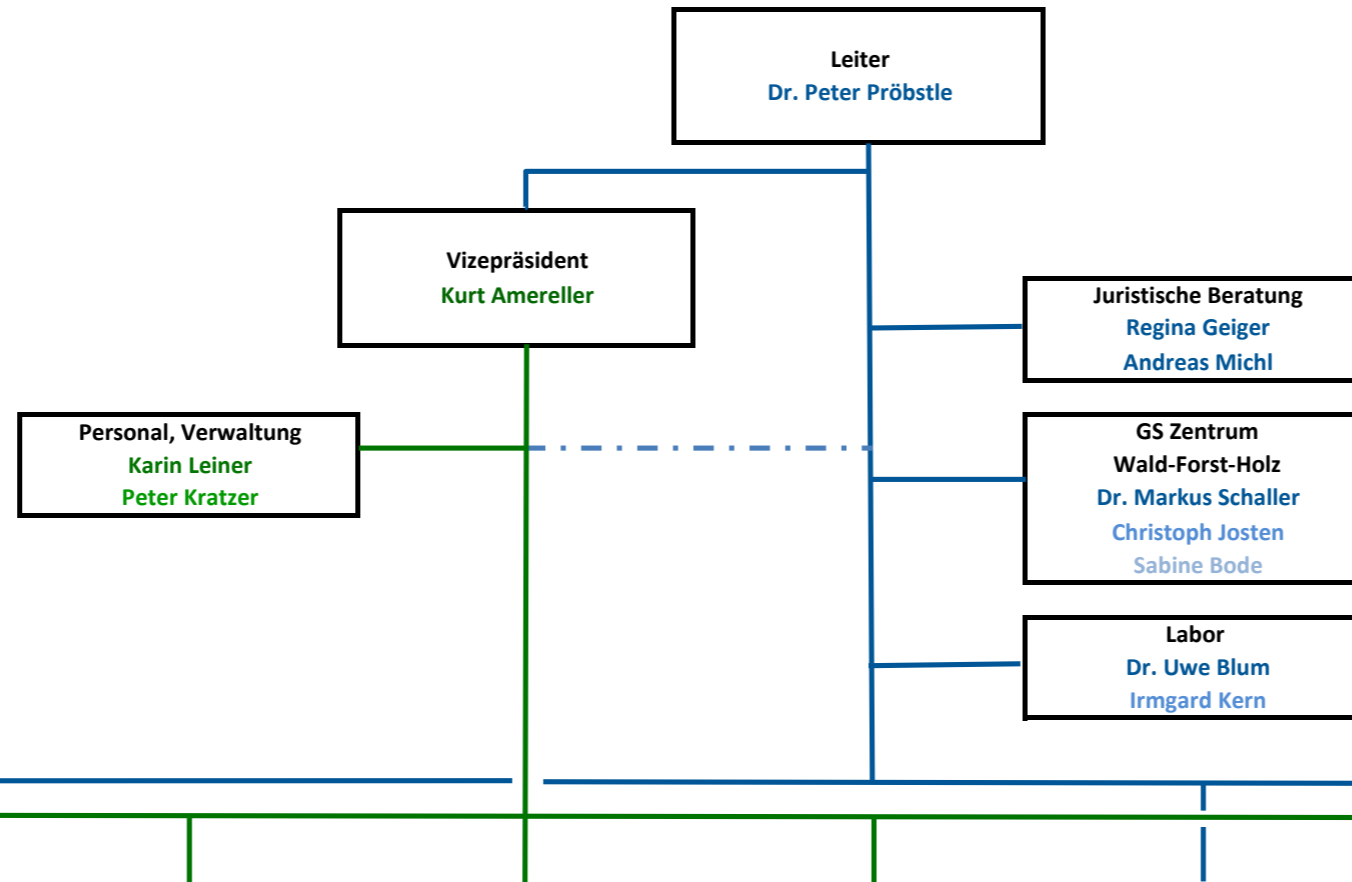 Leiter
Dr. Peter Pröbstle
Vizepräsident
Kurt Amereller
Juristische Beratung
Regina Geiger
Andreas Michl
Personal, Verwaltung
Karin Leiner
Peter Kratzer
GS Zentrum
Wald-Forst-Holz
Dr. Markus Schaller
Christoph Josten
Sabine Bode
Labor
Dr. Uwe Blum
Irmgard Kern